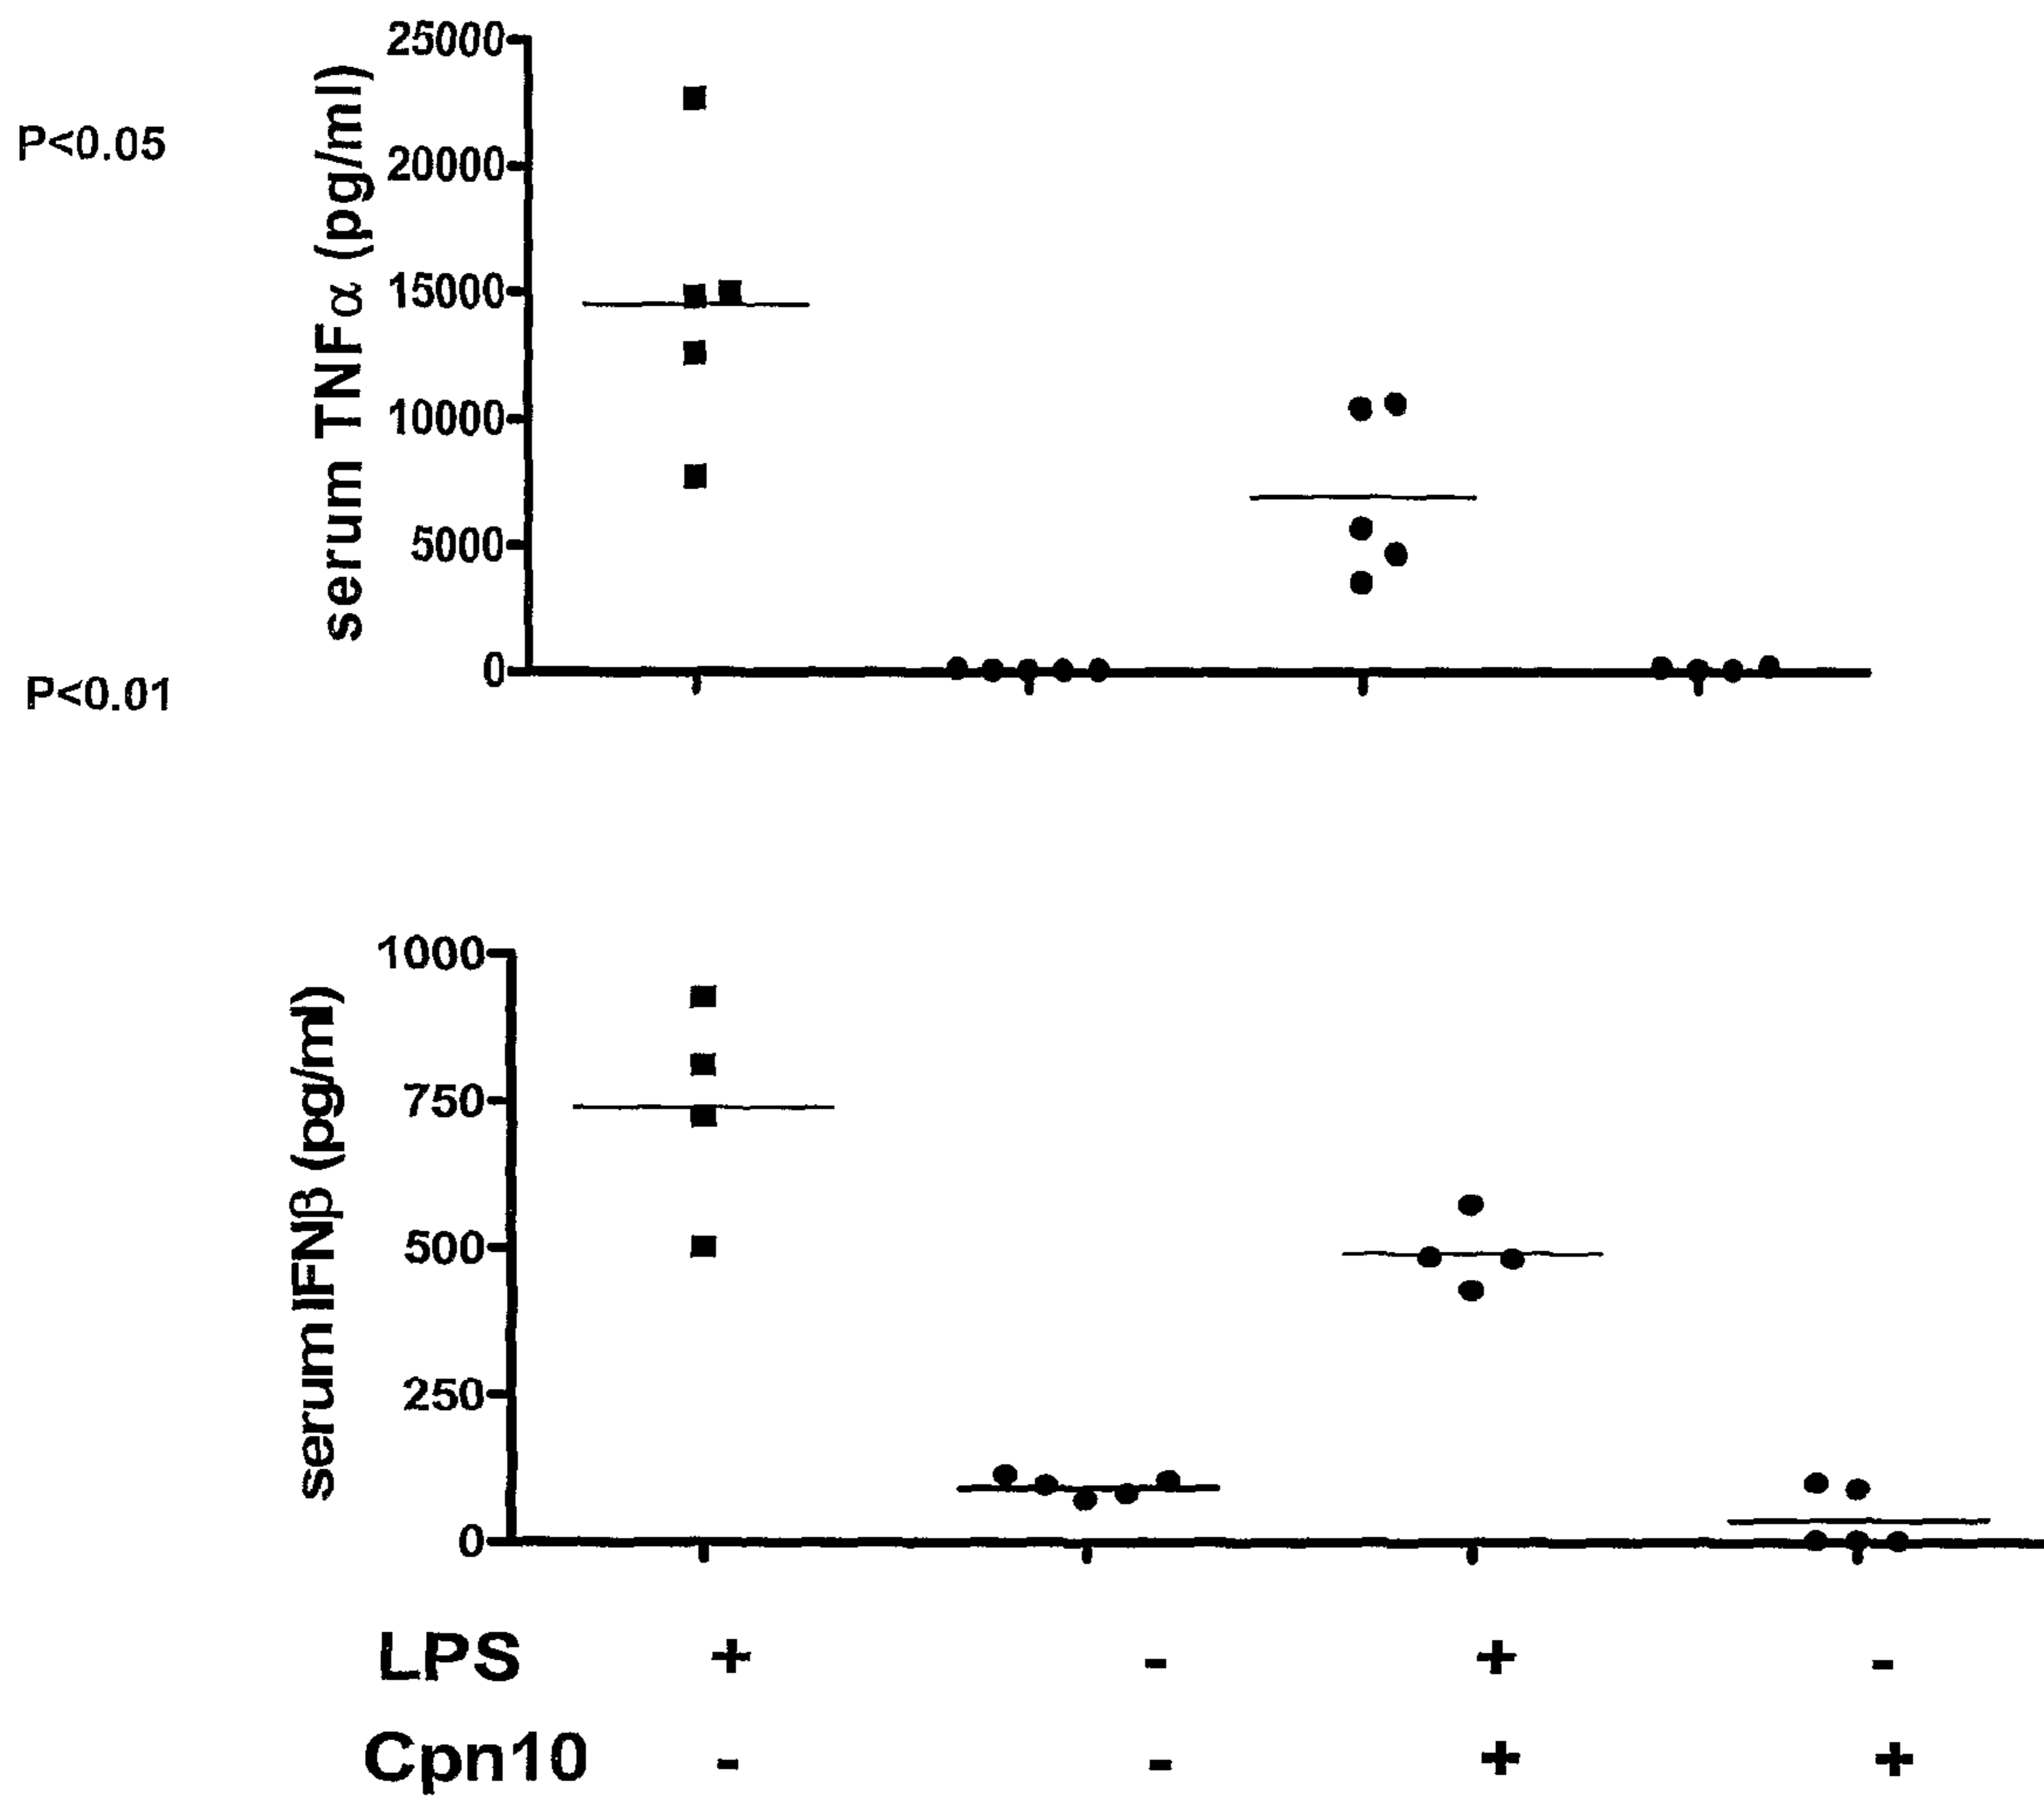 P<0.05
P<0.01
serum TNFα (pg/ml)
25000
20000
15000
10000
5000
0
serum IFNβ (pg/ml)
1000
750
500
250
0
LPS + - + -
Cpn10 - - + +